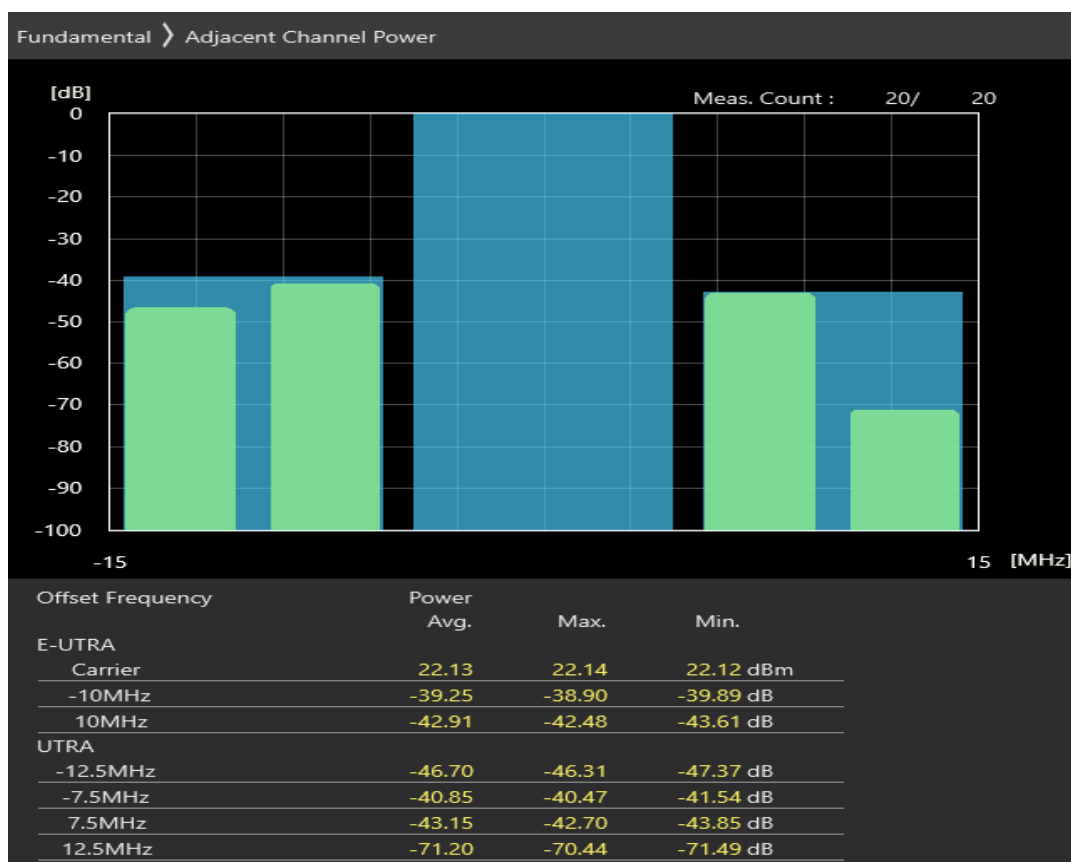 Fundamental ❯ Adjacent Channel Power
[dB]
Meas. Count : 20/ 20
0
-10
-20
-30
-40
-50
-60
-70
-80
-90
-100
-15 15 [MHz]
Offset Frequency Power
Avg. Max. Min.
E-UTRA
Carrier 22.13 22.14 22.12 dBm
-10MHz -39.25 -38.90 -39.89 dB
10MHz -42.91 -42.48 -43.61 dB
UTRA
-12.5MHz -46.70 -46.31 -47.37 dB
-7.5MHz -40.85 -40.47 -41.54 dB
7.5MHz -43.15 -42.70 -43.85 dB
12.5MHz -71.20 -70.44 -71.49 dB